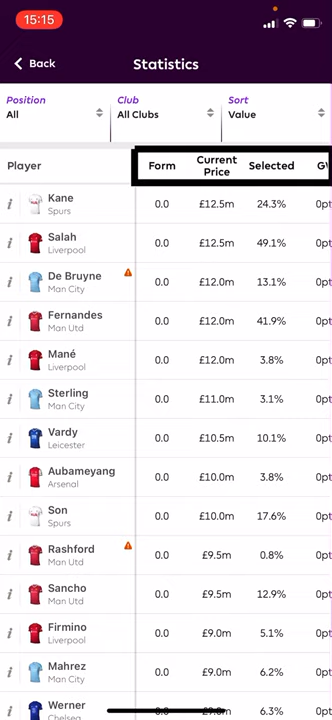 15:15
Back
Statistics
Position
Club
Sort
All
All Clubs
Value
Player
Form
Current
Price
Selected
Kane
Spurs
0.0
£12.5m
24.3%
0pt
Salah
Liverpool
0.0
£12.5m
49.1%
0pt
De Bruyne
Man City
0.0
£12.0m
13.1%
0pt
Fernandes
Man Utd
0.0
£12.0m
41.9%
0pt
Mané
Liverpool
0.0
£12.0m
3.8%
0pt
Sterling
Man City
0.0
£11.0m
3.1%
0pt
Vardy
Leicester
0.0
£10.5m
10.1%
0pt
Aubameyang
Arsenal
0.0
£10.0m
3.8%
0pt
Son
Spurs
0.0
£10.0m
17.6%
0pt
Rashford
Man Utd
0.0
£9.5m
0.8%
0pt
Sancho
Man Utd
0.0
£9.5m
12.9%
0pt
Firmino
Liverpool
0.0
£9.0m
5.1%
0pt
Mahrez
Man City
0.0
£9.0m
6.2%
0pt
Werner
Chelsea
0.0
£9.0m
6.3%
0pt